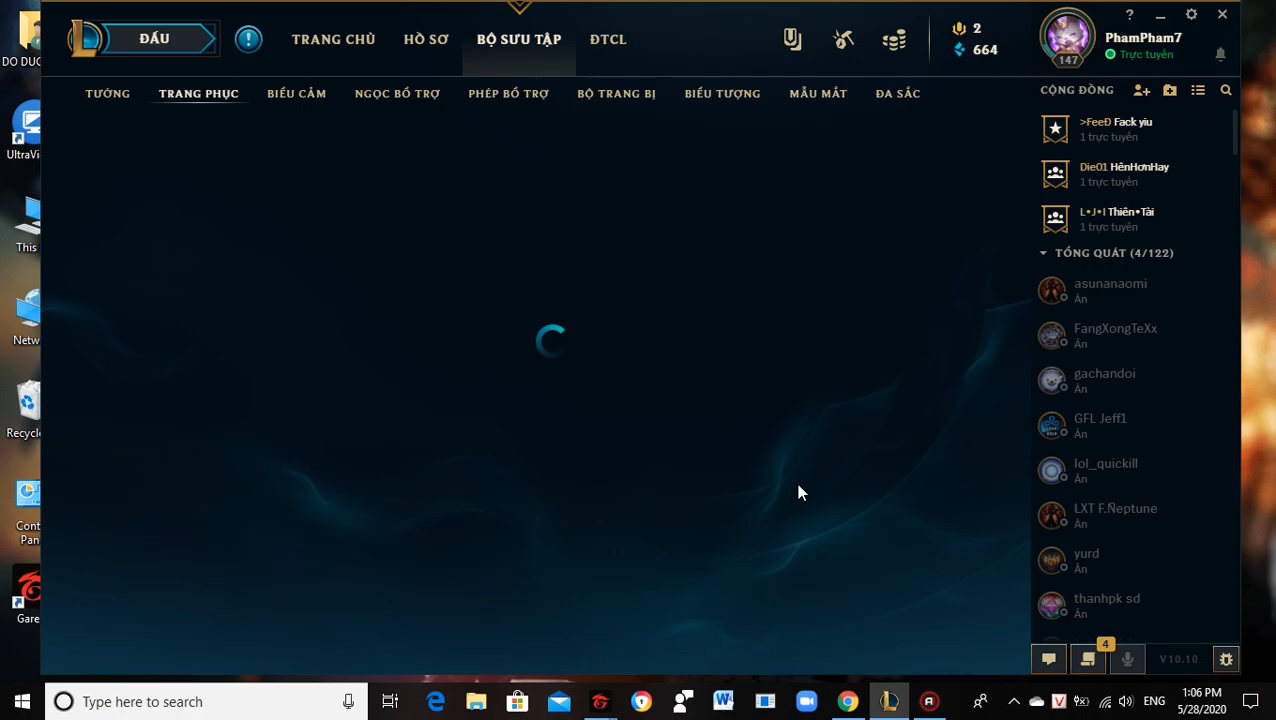 DO DUC
UltraVi
This
Netw
Recycle
Cont
Pan
Gare
ĐẤU
TRANG CHỦ
HỒ SƠ
BỘ SƯU TẬP
ĐTCL
2
664
147
PhamPham7
Trực tuyến
TƯỚNG
TRANG PHỤC
BIỂU CẢM
NGỌC BỔ TRỢ
PHÉP BỔ TRỢ
BỘ TRANG BỊ
BIỂU TƯỢNG
MẪU MẮT
ĐA SẮC
CỘNG ĐỒNG
>FeeĐ Fack yiu
1 trực tuyến
Die01 HênHơnHay
1 trực tuyến
L•J•I Thiên•Tài
1 trực tuyến
TỔNG QUÁT (4/122)
asunanaomi
Ẩn
FangXongTeXx
Ẩn
gachandoi
Ẩn
GFL Jeff1
Ẩn
lol_quickill
Ẩn
LXT F.Ñeptune
Ẩn
yurd
Ẩn
thanhpk sd
Ẩn
4
V10.10
Type here to search
ENG
1:06 PM
5/28/2020